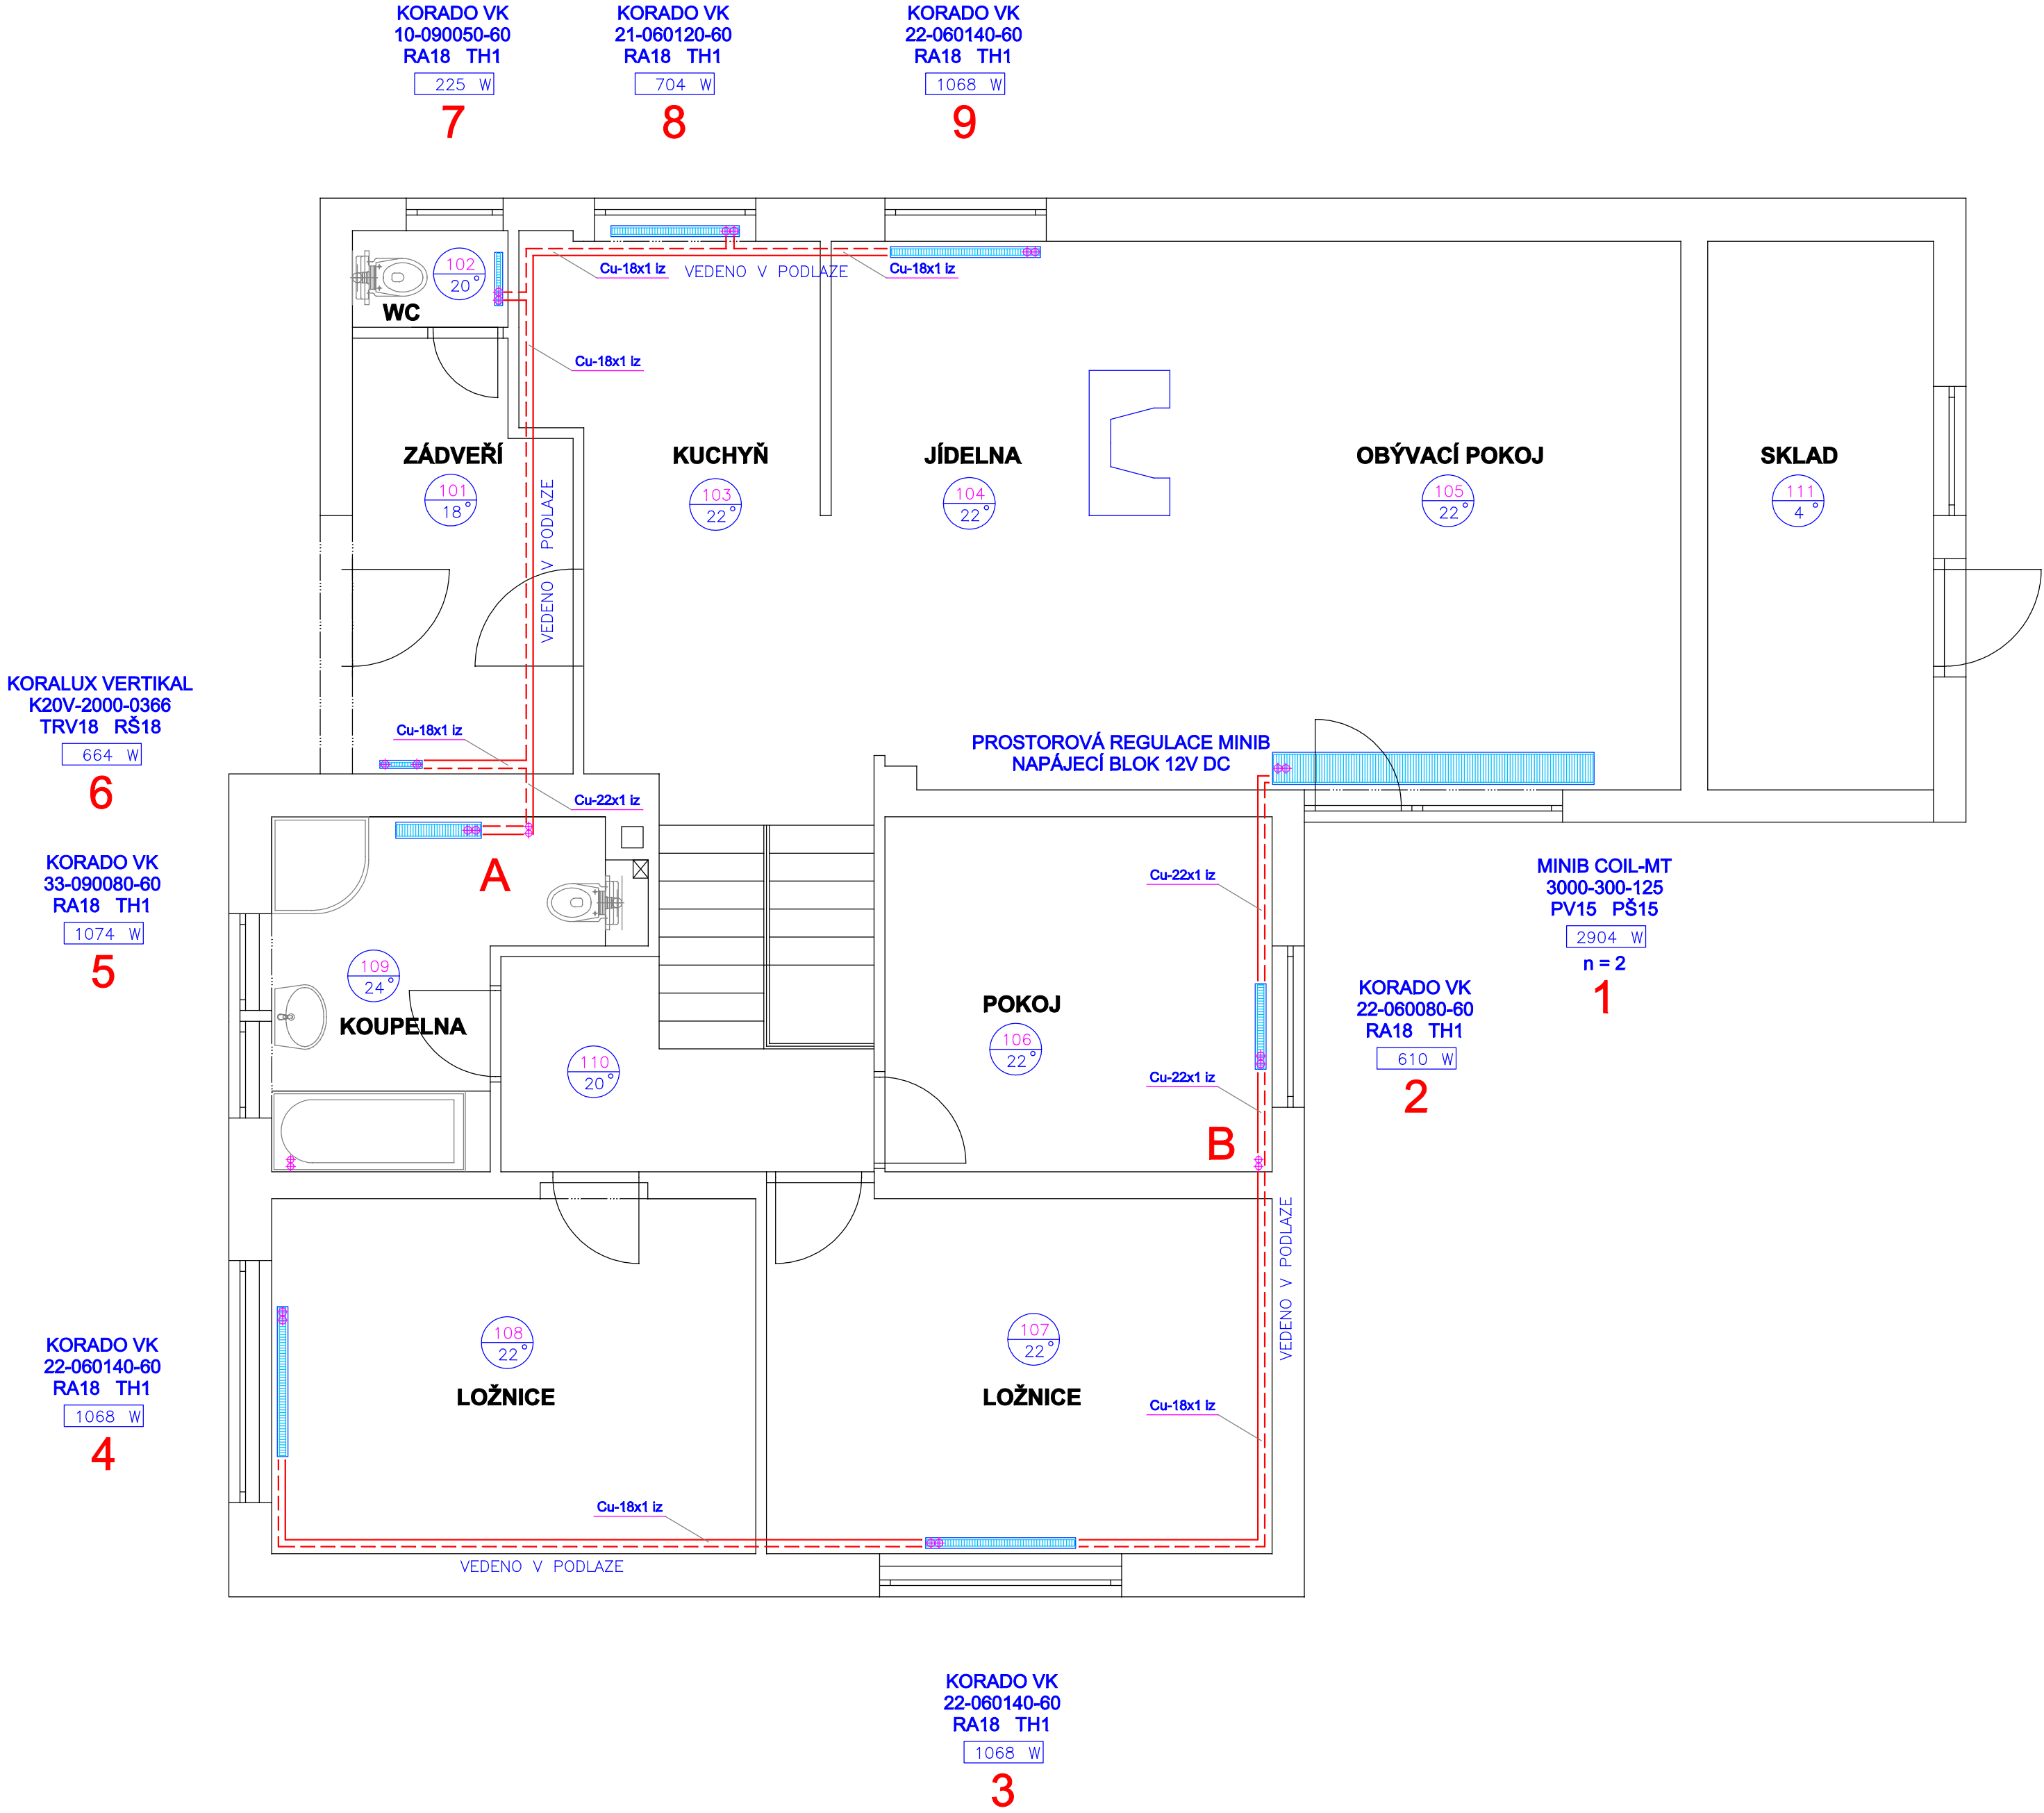 KORADO VK
10-090050-60
RA18 TH1
225 W
7
KORADO VK
21-060120-60
RA18 TH1
704 W
8
KORADO VK
22-060140-60
RA18 TH1
1068 W
9
102
20°
WC
Cu-18x1 iz
VEDENO V PODLAZE
Cu-18x1 iz
Cu-18x1 iz
ZÁDVEŘÍ
101
18°
VEDENO V PODLAZE
KUCHYŇ
103
22°
JÍDELNA
104
22°
OBÝVACÍ POKOJ
105
22°
SKLAD
111
4°
KORALUX VERTIKAL
K20V-2000-0366
TRV18 RŠ18
664 W
6
Cu-18x1 iz
Cu-22x1 iz
PROSTOROVÁ REGULACE MINIB
NAPÁJECÍ BLOK 12V DC
KORADO VK
33-090080-60
RA18 TH1
1074 W
5
A
109
24°
KOUPELNA
110
20°
Cu-22x1 iz
POKOJ
106
22°
Cu-22x1 iz
B
MINIB COIL-MT
3000-300-125
PV15 PŠ15
2904 W
n = 2
1
KORADO VK
22-060080-60
RA18 TH1
610 W
2
VEDENO V PODLAZE
KORADO VK
22-060140-60
RA18 TH1
1068 W
4
108
22°
LOŽNICE
107
22°
LOŽNICE
Cu-18x1 iz
Cu-18x1 iz
VEDENO V PODLAZE
KORADO VK
22-060140-60
RA18 TH1
1068 W
3